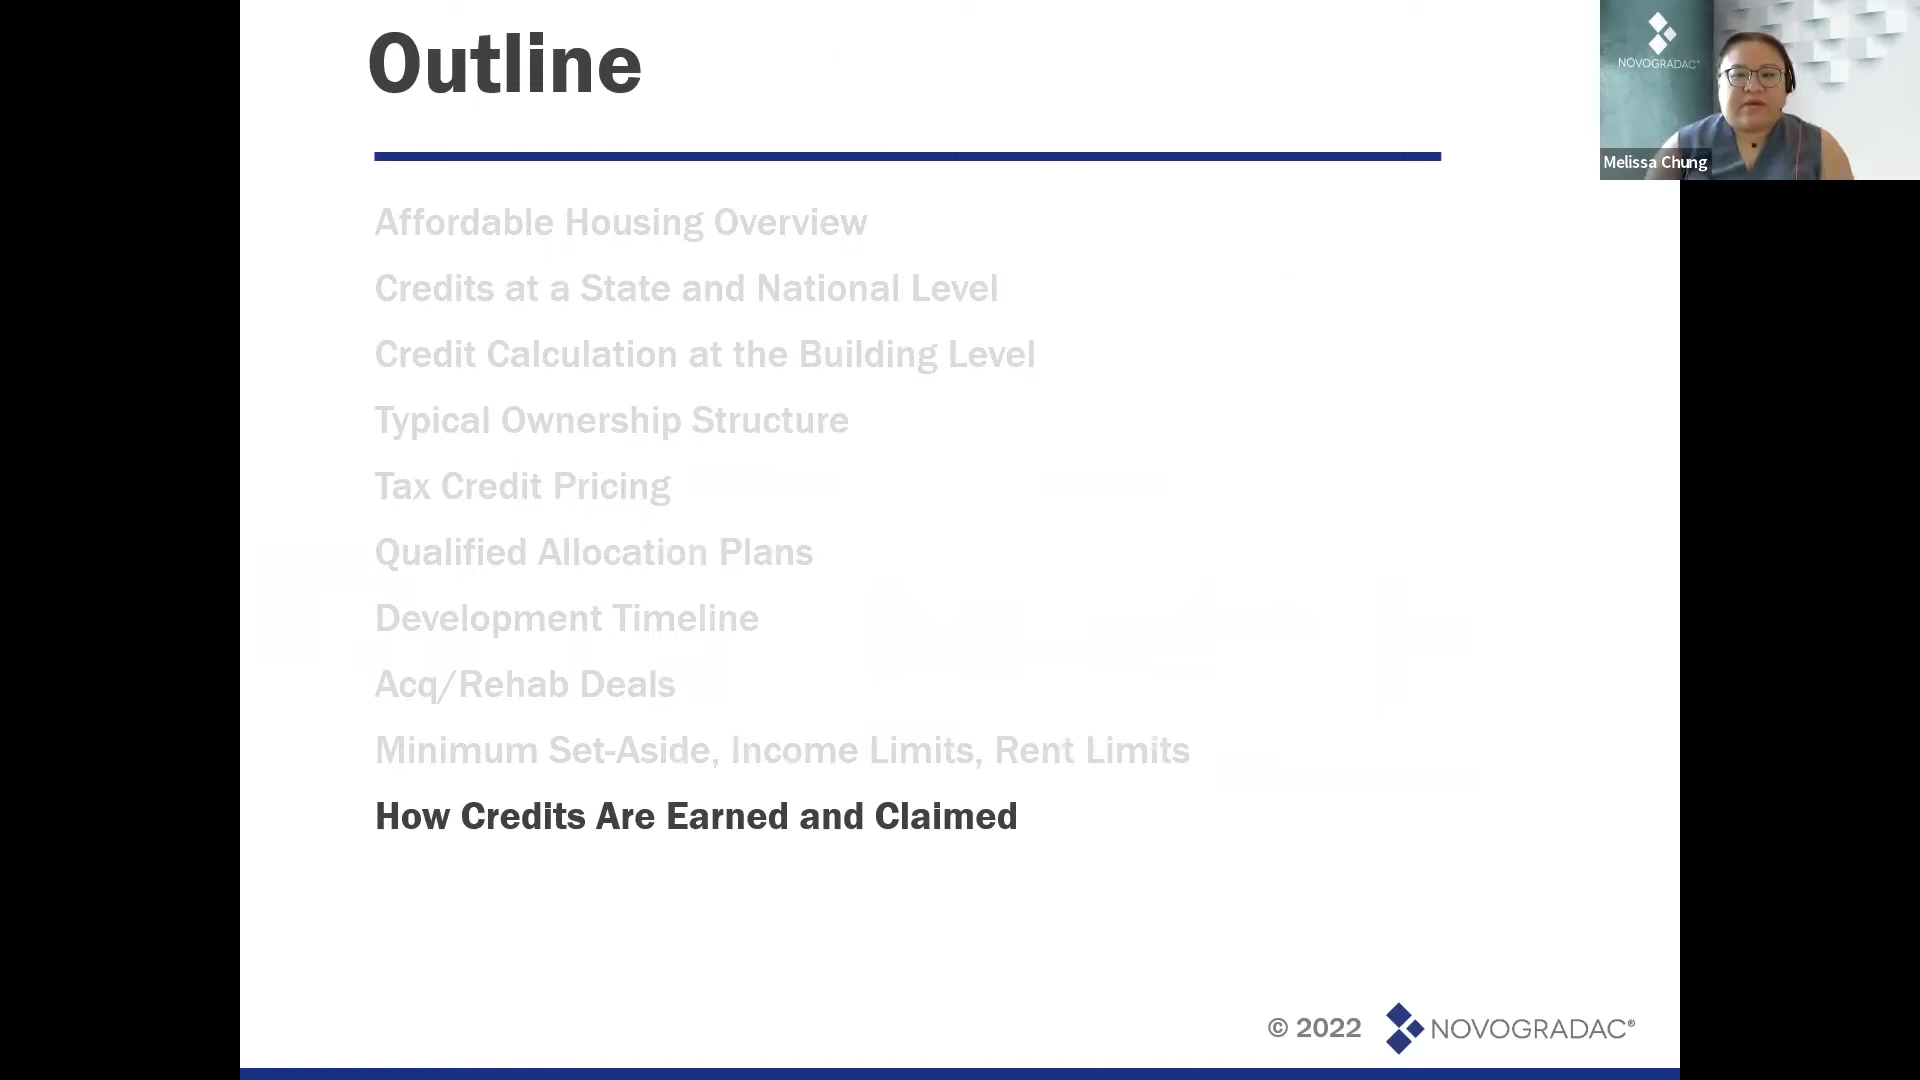 Outline
NOVOGRADAC®
Melissa Chung
Affordable Housing Overview
Credits at a State and National Level
Credit Calculation at the Building Level
Typical Ownership Structure
Tax Credit Pricing
Qualified Allocation Plans
Development Timeline
Acq/Rehab Deals
Minimum Set-Aside, Income Limits, Rent Limits
How Credits Are Earned and Claimed
© 2022 NOVOGRADAC®